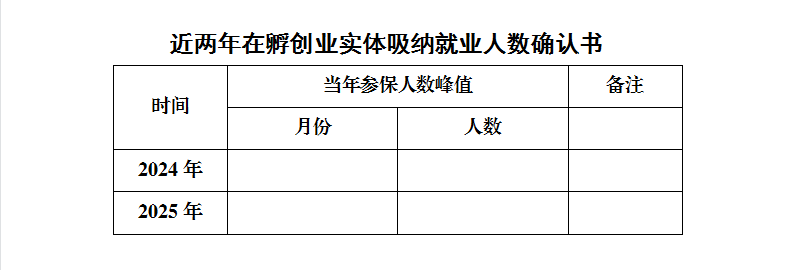 近两年在孵创业实体吸纳就业人数确认书
时间 当年参保人数峰值 备注
月份 人数
2024 年
2025 年